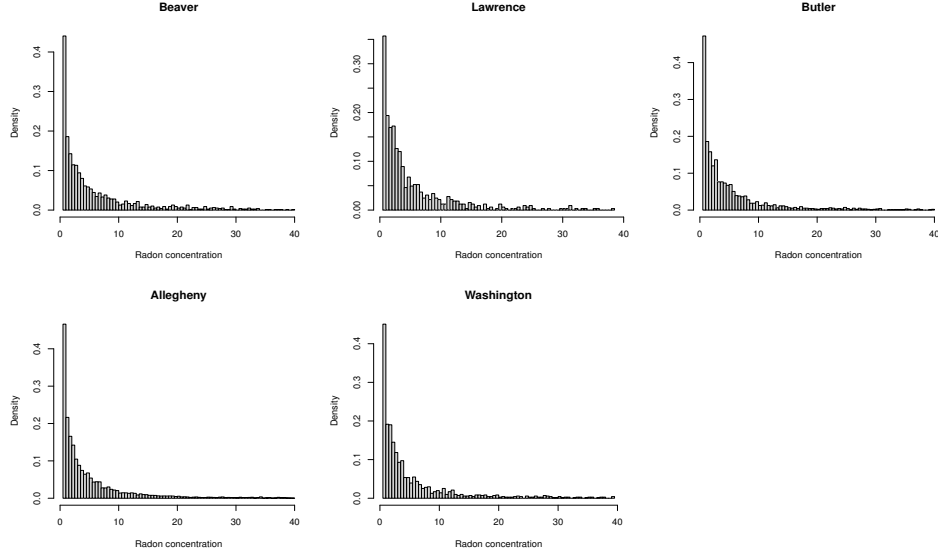 Beaver
Density
0.0 0.1 0.2 0.3 0.4
0 10 20 30 40
Radon concentration
Lawrence
Density
0.00 0.10 0.20 0.30
0 10 20 30 40
Radon concentration
Butler
Density
0.0 0.1 0.2 0.3 0.4
0 10 20 30 40
Radon concentration
Allegheny
Density
0.0 0.1 0.2 0.3 0.4
0 10 20 30 40
Radon concentration
Washington
Density
0.0 0.1 0.2 0.3 0.4
0 10 20 30 40
Radon concentration